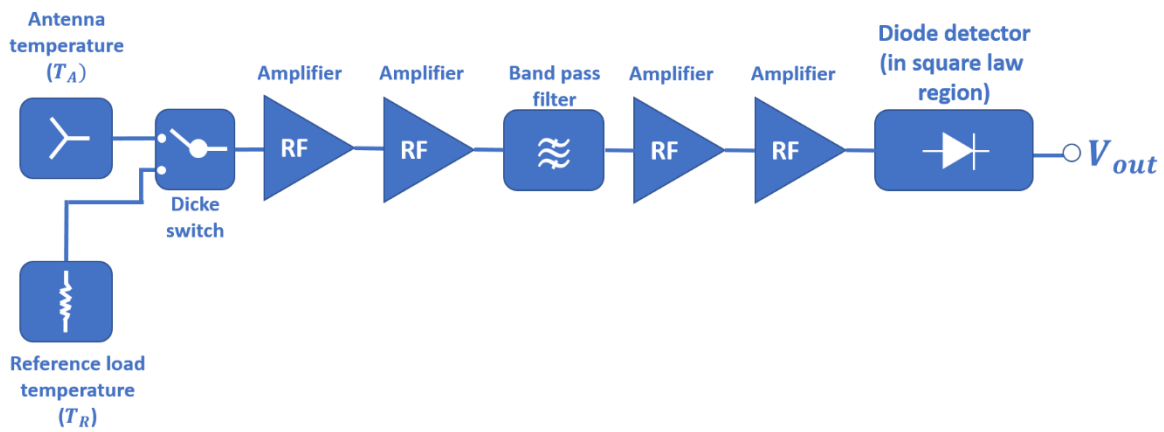 Antenna
temperature
(T_A)
Amplifier
Amplifier
Band pass
filter
Amplifier
Amplifier
Diode detector
(in square law
region)
RF
RF
RF
RF
V_out
Dicke
switch
Reference load
temperature
(T_R)